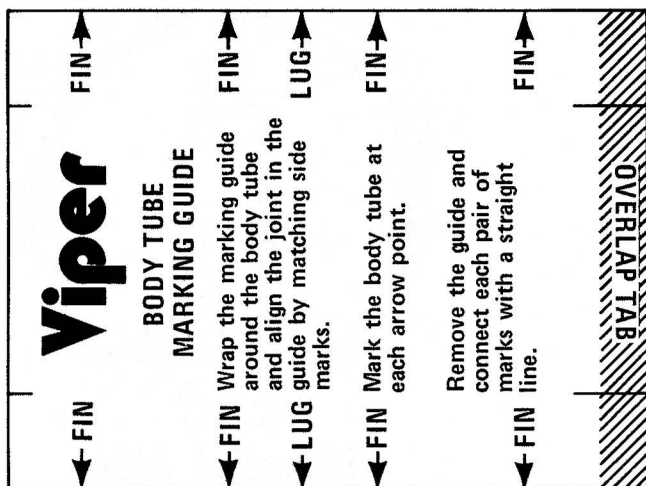 FIN FIN LUG FIN FIN
Viper
BODY TUBE
MARKING GUIDE
Wrap the marking guide
around the body tube
and align the joint in the
guide by matching side
marks.
Mark the body tube at
each arrow point.
Remove the guide and
connect each pair of
marks with a straight
line.
OVERLAP TAB
FIN FIN LUG FIN FIN